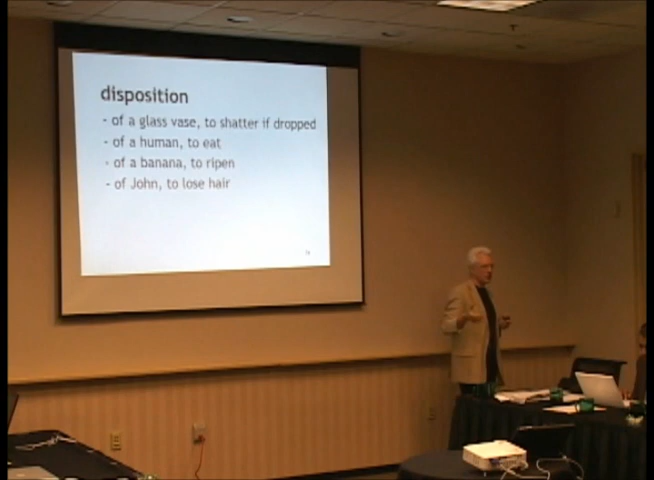 disposition
- of a glass vase, to shatter if dropped
- of a human, to eat
- of a banana, to ripen
- of John, to lose hair